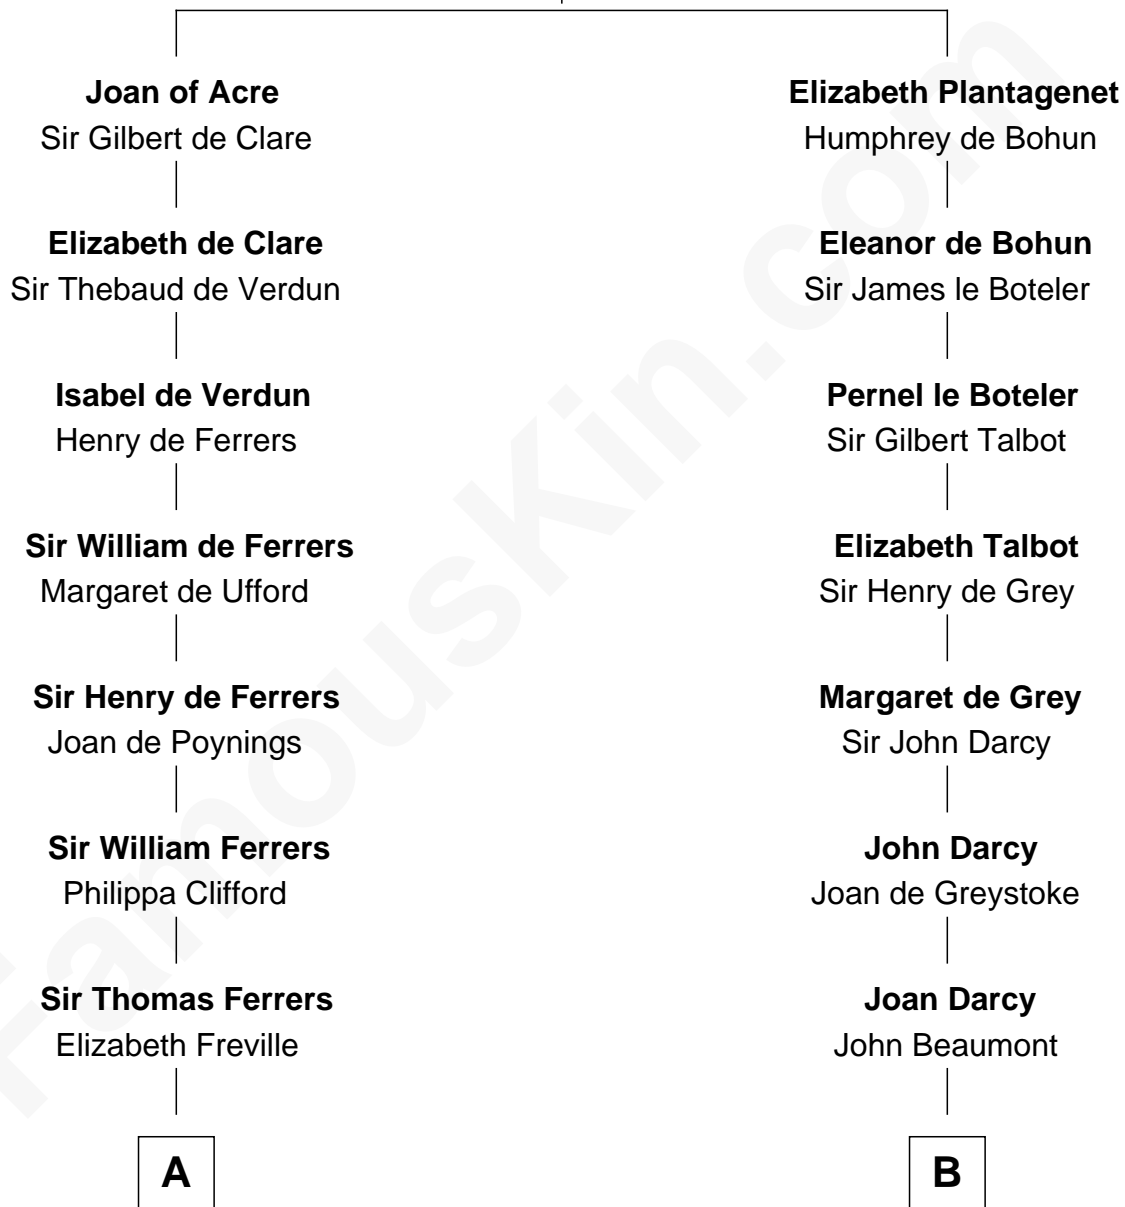 Joan of Acre
Sir Gilbert de Clare
Elizabeth de Clare
Sir Thebaud de Verdun
Isabel de Verdun
Henry de Ferrers
Sir William de Ferrers
Margaret de Ufford
Sir Henry de Ferrers
Joan de Poynings
Sir William Ferrers
Philippa Clifford
Sir Thomas Ferrers
Elizabeth Freville
A
Elizabeth Plantagenet
Humphrey de Bohun
Eleanor de Bohun
Sir James le Boteler
Pernel le Boteler
Sir Gilbert Talbot
Elizabeth Talbot
Sir Henry de Grey
Margaret de Grey
Sir John Darcy
John Darcy
Joan de Greystoke
Joan Darcy
John Beaumont
B
FamousKin.com